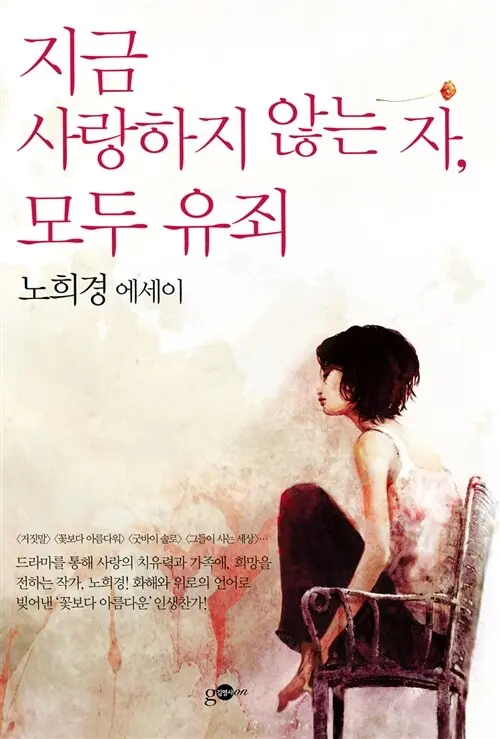 지금
사랑하지 않는 자,
모두 유죄
노희경 에세이
〈거짓말〉 〈꽃보다 아름다워〉 〈굿바이 솔로〉 〈그들이 사는 세상〉…
드라마를 통해 사랑의 치유력과 가족애, 희망을
전하는 작가, 노희경! 화해와 위로의 언어로
빚어낸 '꽃보다 아름다운' 인생찬가!
g김영사on